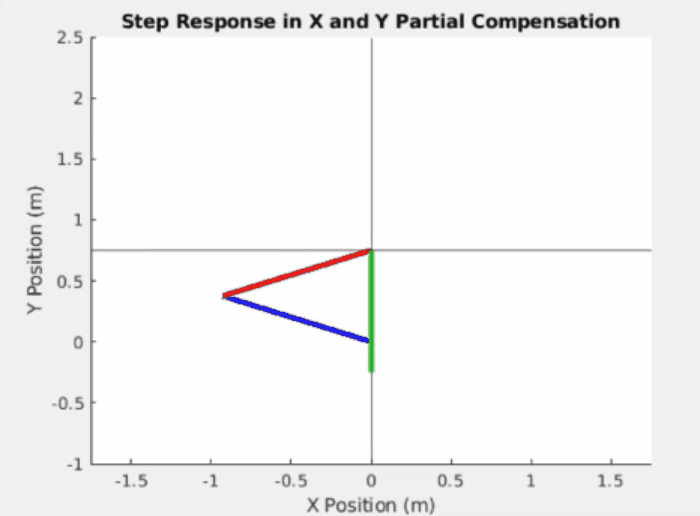 Step Response in X and Y Partial Compensation
2.5
2
1.5
1
0.5
0
-0.5
-1
Y Position (m)
-1.5 -1 -0.5 0 0.5 1 1.5
X Position (m)